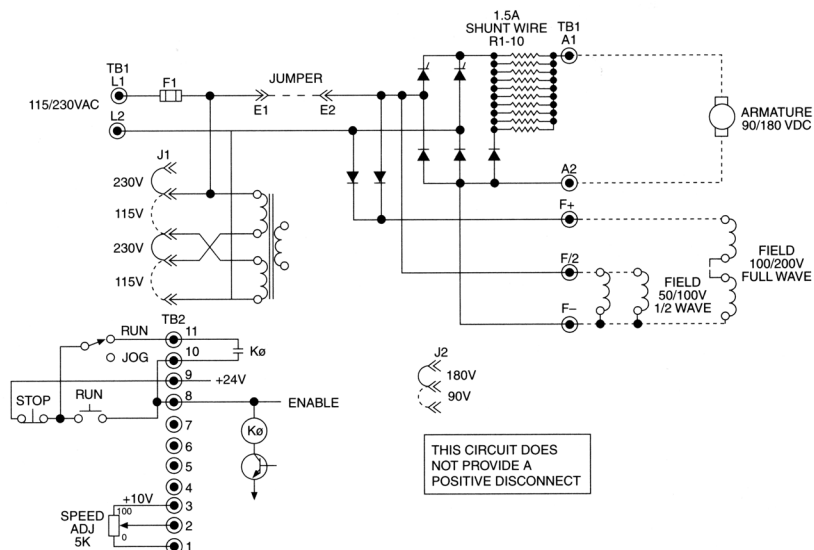 1.5A
SHUNT WIRE
R1-10
TB1
A1
TB1
L1
F1
JUMPER
E1
E2
115/230VAC
L2
ARMATURE
90/180 VDC
J1
230V
115V
230V
115V
A2
F+
F/2
F–
FIELD
50/100V
1/2 WAVE
FIELD
100/200V
FULL WAVE
TB2
RUN
JOG
11
10
Kø
9
+24V
8
ENABLE
STOP
RUN
7
Kø
6
5
4
3
2
1
+10V
100
0
SPEED
ADJ
5K
J2
180V
90V
THIS CIRCUIT DOES
NOT PROVIDE A
POSITIVE DISCONNECT